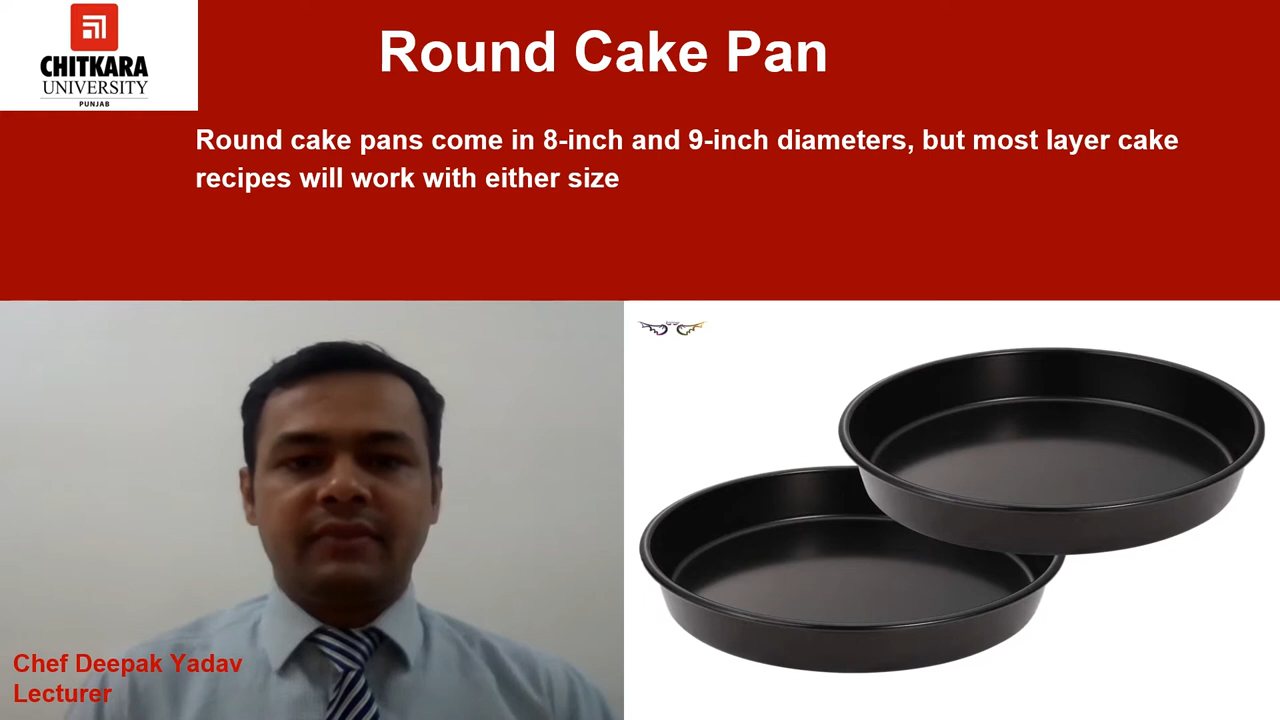 CHITKARA
UNIVERSITY
PUNJAB
Round Cake Pan
Round cake pans come in 8-inch and 9-inch diameters, but most layer cake
recipes will work with either size
Chef Deepak Yadav
Lecturer